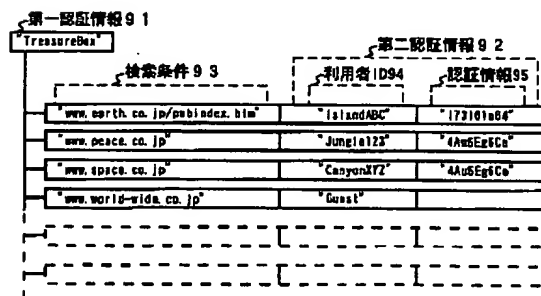 第一認証情報91
"TreasureBox"
第二認証情報92
検索条件93
利用者ID94
認証情報95
"www.earth.co.jp/pubindex.htm"
"IslandABC"
"www.peace.co.jp"
"Jungle123"
"4Au5Eg6Co"
"www.space.co.jp"
"CanyonXYZ"
"4Au5Eg6Co"
"www.world-wide.co.jp"
"Guest"